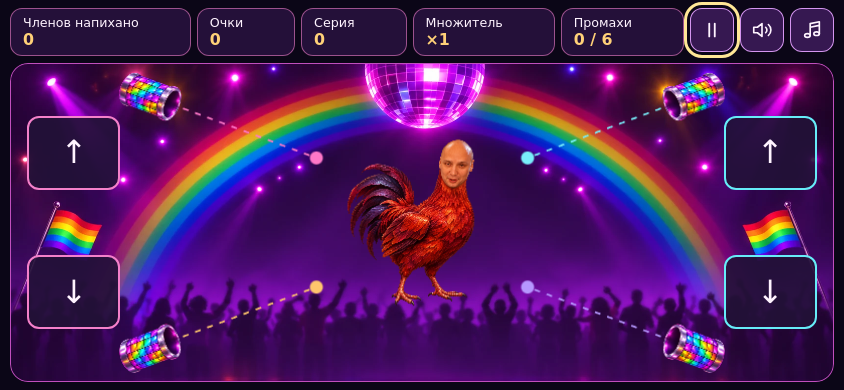 Членов напихано
0
Очки
0
Серия
0
Множитель
×1
Промахи
0 / 6
↑
↑
↓
↓